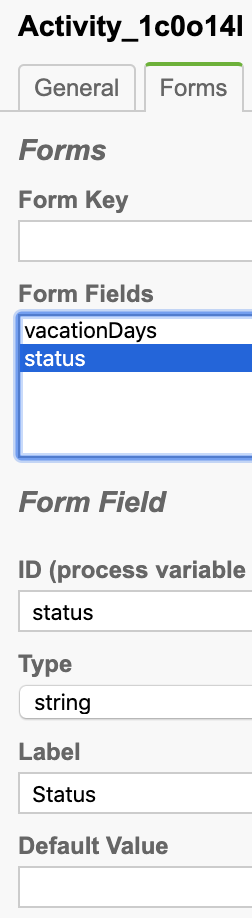 Activity_1c0o14l
General
Forms
Forms
Form Key
Form Fields
vacationDays
status
Form Field
ID (process variable
status
Type
string
Label
Status
Default Value